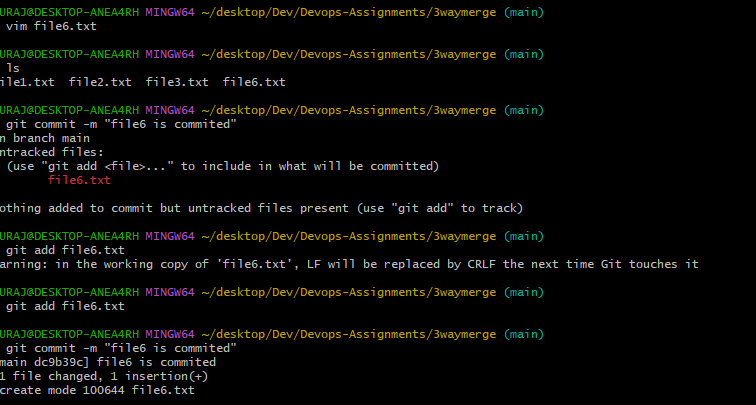 URAJ@DESKTOP-ANEA4RH MINGW64 ~/desktop/Dev/Devops-Assignments/3waymerge (main)
vim file6.txt
URAJ@DESKTOP-ANEA4RH MINGW64 ~/desktop/Dev/Devops-Assignments/3waymerge (main)
ls
ile1.txt  file2.txt  file3.txt  file6.txt
URAJ@DESKTOP-ANEA4RH MINGW64 ~/desktop/Dev/Devops-Assignments/3waymerge (main)
git commit -m "file6 is commited"
n branch main
ntracked files:
(use "git add <file>..." to include in what will be committed)
file6.txt
othing added to commit but untracked files present (use "git add" to track)
URAJ@DESKTOP-ANEA4RH MINGW64 ~/desktop/Dev/Devops-Assignments/3waymerge (main)
git add file6.txt
arning: in the working copy of 'file6.txt', LF will be replaced by CRLF the next time Git touches it
URAJ@DESKTOP-ANEA4RH MINGW64 ~/desktop/Dev/Devops-Assignments/3waymerge (main)
git add file6.txt
URAJ@DESKTOP-ANEA4RH MINGW64 ~/desktop/Dev/Devops-Assignments/3waymerge (main)
git commit -m "file6 is commited"
main dc9b39c] file6 is commited
1 file changed, 1 insertion(+)
create mode 100644 file6.txt